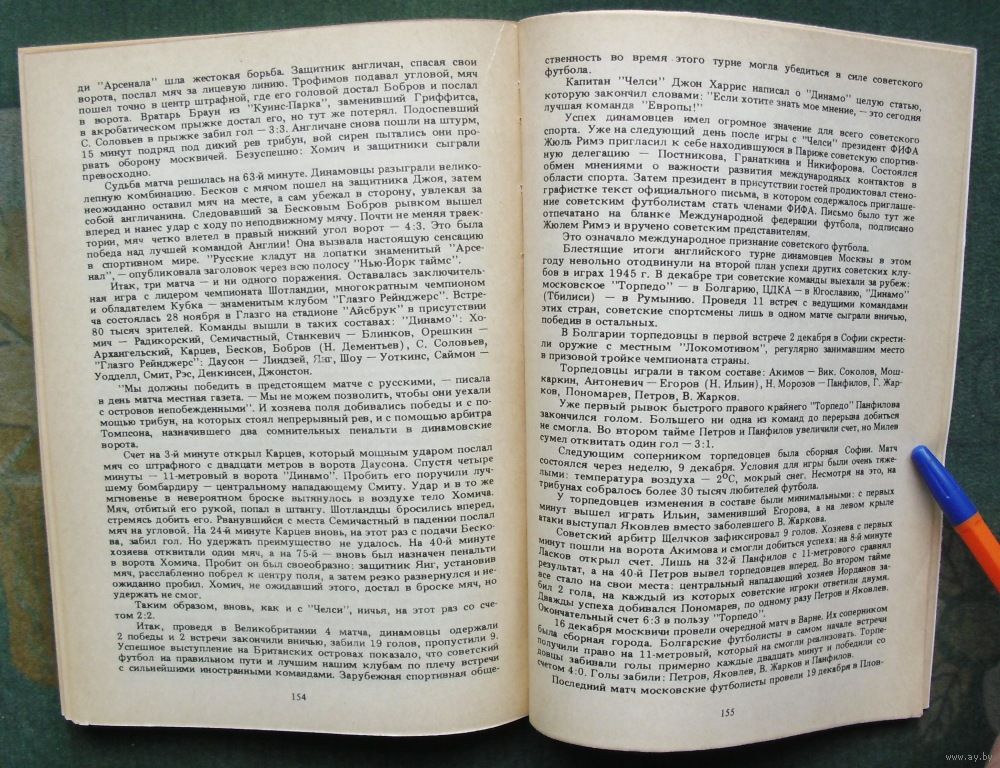 ди "Арсенала" шла жестокая борьба. Защитник англичан, спасая свои
ворота, послал мяч за лицевую линию. Трофимов подавал угловой, мяч
пошел точно в центр штрафной, где его головой достал Бобров и послал
в ворота. Вратарь Браун из "Куинс-Парка", заменивший Гриффитса,
в акробатическом прыжке достал его, но тут же потерял. Подоспевший
С. Соловьев в прыжке забил гол — 3:3. Англичане снова пошли на штурм,
15 минут подряд под дикий рев трибун, вой сирен пытались они про-
рвать оборону москвичей. Безуспешно: Хомич и защитники сыграли
превосходно.
Судьба матча решилась на 63-й минуте. Динамовцы разыграли велико-
лепную комбинацию. Бесков с мячом пошел на защитника Джоя, затем
неожиданно оставил мяч на месте, а сам убежал в сторону, увлекая за
собой англичанина. Следовавший за Бесковым Бобров рывком вышел
вперед и нанес удар с ходу по неподвижному мячу. Почти не меняя траек-
тории, мяч четко влетел в правый нижний угол ворот — 4:3. Это была
победа над лучшей командой Англии! Она вызвала настоящую сенсацию
в спортивном мире. "Русские кладут на лопатки знаменитый "Арсе-
нал", — опубликовала заголовок через всю полосу "Нью-Йорк таймс".
Итак, три матча — и ни одного поражения. Оставалась заключитель-
ная игра с лидером чемпионата Шотландии, многократным чемпионом
и обладателем Кубка — знаменитым клубом "Глазго Рейнджерс". Встре-
ча состоялась 28 ноября в Глазго на стадионе "Айсбрук" в присутствии
80 тысяч зрителей. Команды вышли в таких составах: "Динамо": Хо-
мич — Радикорский, Семичастный, Станкевич — Блинков, Орешкин —
Архангельский, Карцев, Бесков, Бобров (Н. Дементьев), С. Соловьев,
"Глазго Рейнджерс": Даусон — Линдзей, Янг, Шоу — Уоткинс, Саймон —
Уодделл, Смит, Рэс, Денкинсен, Джонстон.
"Мы должны победить в предстоящем матче с русскими, — писала
в день матча местная газета. — Мы не можем позволить, чтобы они уехали
с островов непобежденными". И хозяева поля добивались победы и с по-
мощью трибун, на которых стоял непрерывный рев, и с помощью арбитра
Томпсона, назначившего два сомнительных пенальти в динамовские
ворота.
Счет на 3-й минуте открыл Карцев, который мощным ударом послал
мяч со штрафного с двадцати метров в ворота Даусона. Спустя четыре
минуты — 11-метровый в ворота "Динамо". Пробить его поручили луч-
шему бомбардиру — центральному нападающему Смиту. Удар и в то же
мгновенье в невероятном броске вытянулось в воздухе тело Хомича.
Мяч, отбитый его рукой, попал в штангу. Шотландцы бросились вперед,
стремясь добить его. Рванувшийся с места Семичастный в падении послал
мяч на угловой. На 24-й минуте Карцев вновь, на этот раз с подачи Беско-
ва, забил гол. Но удержать преимущество не удалось. На 40-й минуте
хозяева отквитали один мяч, а на 75-й — вновь был назначен пенальти
в ворота Хомича. Пробит он был своеобразно: защитник Янг, установив
мяч, расслабленно побрел к центру поля, а затем резко развернулся и не-
ожиданно пробил. Хомич, не ожидавший этого, достал в броске мяч, но
удержать не смог.
Таким образом, вновь, как и с "Челси", ничья, на этот раз со сче-
том 2:2.
Итак, проведя в Великобритании 4 матча, динамовцы одержали
2 победы и 2 встречи закончили вничью, забили 19 голов, пропустили 9.
Успешное выступление на Британских островах показало, что советский
футбол на правильном пути и лучшим нашим клубам по плечу встречи
с сильнейшими иностранными командами. Зарубежная спортивная обще-
154
ственность во время этого турне могла убедиться в силе советского
футбола.
Капитан "Челси" Джон Харрис написал о "Динамо" целую статью,
которую закончил словами: "Если хотите знать мое мнение, — это сегодня
лучшая команда "Европы!"
Успех динамовцев имел огромное значение для всего советского
спорта. Уже на следующий день после игры с "Челси" президент ФИФА
Жюль Римэ пригласил к себе находившуюся в Париже советскую спортив-
ную делегацию — Постникова, Гранаткина и Никифорова. Состоялся
обмен мнениями о важности развития международных контактов в
области спорта. Затем президент в присутствии гостей продиктовал стено-
графистке текст официального письма, в котором содержалось приглаше-
ние советским футболистам стать членами ФИФА. Письмо было тут же
отпечатано на бланке Международной федерации футбола, подписано
Жюлем Римэ и вручено советским представителям.
Это означало международное признание советского футбола.
Блестящие итоги английского турне динамовцев Москвы в этом
году невольно отодвинули на второй план успехи других советских клу-
бов в играх 1945 г. В декабре три советские команды выехали за рубеж:
московское "Торпедо" — в Болгарию, ЦДКА — в Югославию, "Динамо"
(Тбилиси) — в Румынию. Проведя 11 встреч с ведущими командами
этих стран, советские спортсмены лишь в одном матче сыграли вничью,
победив в остальных.
В Болгарии торпедовцы в первой встрече 2 декабря в Софии скрести-
ли оружие с местным "Локомотивом", регулярно занимавшим место
в призовой тройке чемпионата страны.
Торпедовцы играли в таком составе: Акимов — Вик. Соколов, Мош-
каркин, Антоневич — Егоров (Н. Ильин), Н. Морозов — Панфилов, Г. Жар-
ков, Пономарев, Петров, В. Жарков.
Уже первый рывок быстрого правого крайнего "Торпедо" Панфилова
закончился голом. Большего ни одна из команд до перерыва добиться
не смогла. Во втором тайме Петров и Панфилов увеличили счет, но Милев
сумел отквитать один гол — 3:1.
Следующим соперником торпедовцев была сборная Софии. Матч
состоялся через неделю, 9 декабря. Условия для игры были очень тяже-
лыми: температура воздуха — 2⁰С, мокрый снег. Несмотря на это, на
трибунах собралось более 30 тысяч любителей футбола.
У торпедовцев изменения в составе были минимальными: с первых
минут вышел играть Ильин, заменивший Егорова, а на левом крыле
атаки выступал Яковлев вместо заболевшего В. Жаркова.
Советский арбитр Щелчков зафиксировал 9 голов. Хозяева с первых
минут пошли на ворота Акимова и смогли добиться успеха: на 8-й минуте
Ласков открыл счет. Лишь на 32-й Панфилов с 11-метрового сравнял
результат, а на 40-й Петров вывел торпедовцев вперед. Во втором тайме
все стало на свои места: центральный нападающий хозяев Иорданов за-
бил 2 гола, на каждый из которых советские игроки ответили двумя.
Дважды успеха добивался Пономарев, по одному разу Петров и Яковлев.
Окончательный счет 6:3 в пользу "Торпедо".
16 декабря москвичи провели очередной матч в Варне. Их соперником
была сборная города. Болгарские футболисты в самом начале встречи
получили право на 11-метровый, который не смогли реализовать. Торпе-
довцы забивали голы примерно каждые двадцать минут и победили со
счетом 4:0. Голы забили: Петров, Яковлев, В. Жарков и Панфилов.
Последний матч московские футболисты провели 19 декабря в Плов-
155
www.ay.by